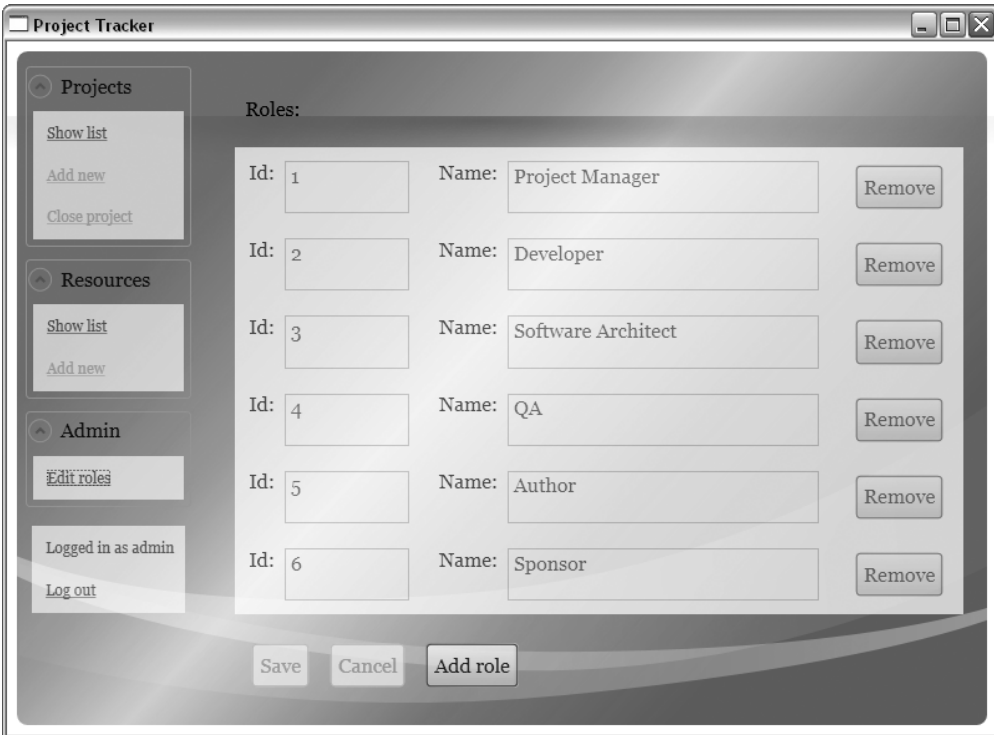 Project Tracker
Projects
Show list
Add new
Close project
Resources
Show list
Add new
Admin
Edit roles
Logged in as admin
Log out
Roles:
Id: 1 Name: Project Manager Remove
Id: 2 Name: Developer Remove
Id: 3 Name: Software Architect Remove
Id: 4 Name: QA Remove
Id: 5 Name: Author Remove
Id: 6 Name: Sponsor Remove
Save Cancel Add role